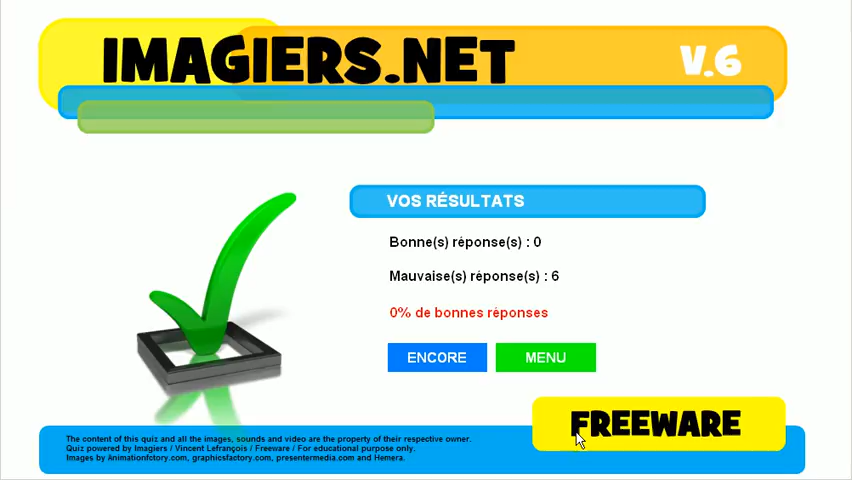 IMAGIERS.NET
V.6
VOS RÉSULTATS
Bonne(s) réponse(s) : 0
Mauvaise(s) réponse(s) : 6
0% de bonnes réponses
ENCORE
MENU
FREEWARE
The content of this quiz and all the images, sounds and video are the property of their respective owner.
Quiz powered by Imagiers / Vincent Lefrançois / Freeware / For educational purpose only.
Images by Animationfctory.com, graphicsfactory.com, presentermedia.com and Hemera.